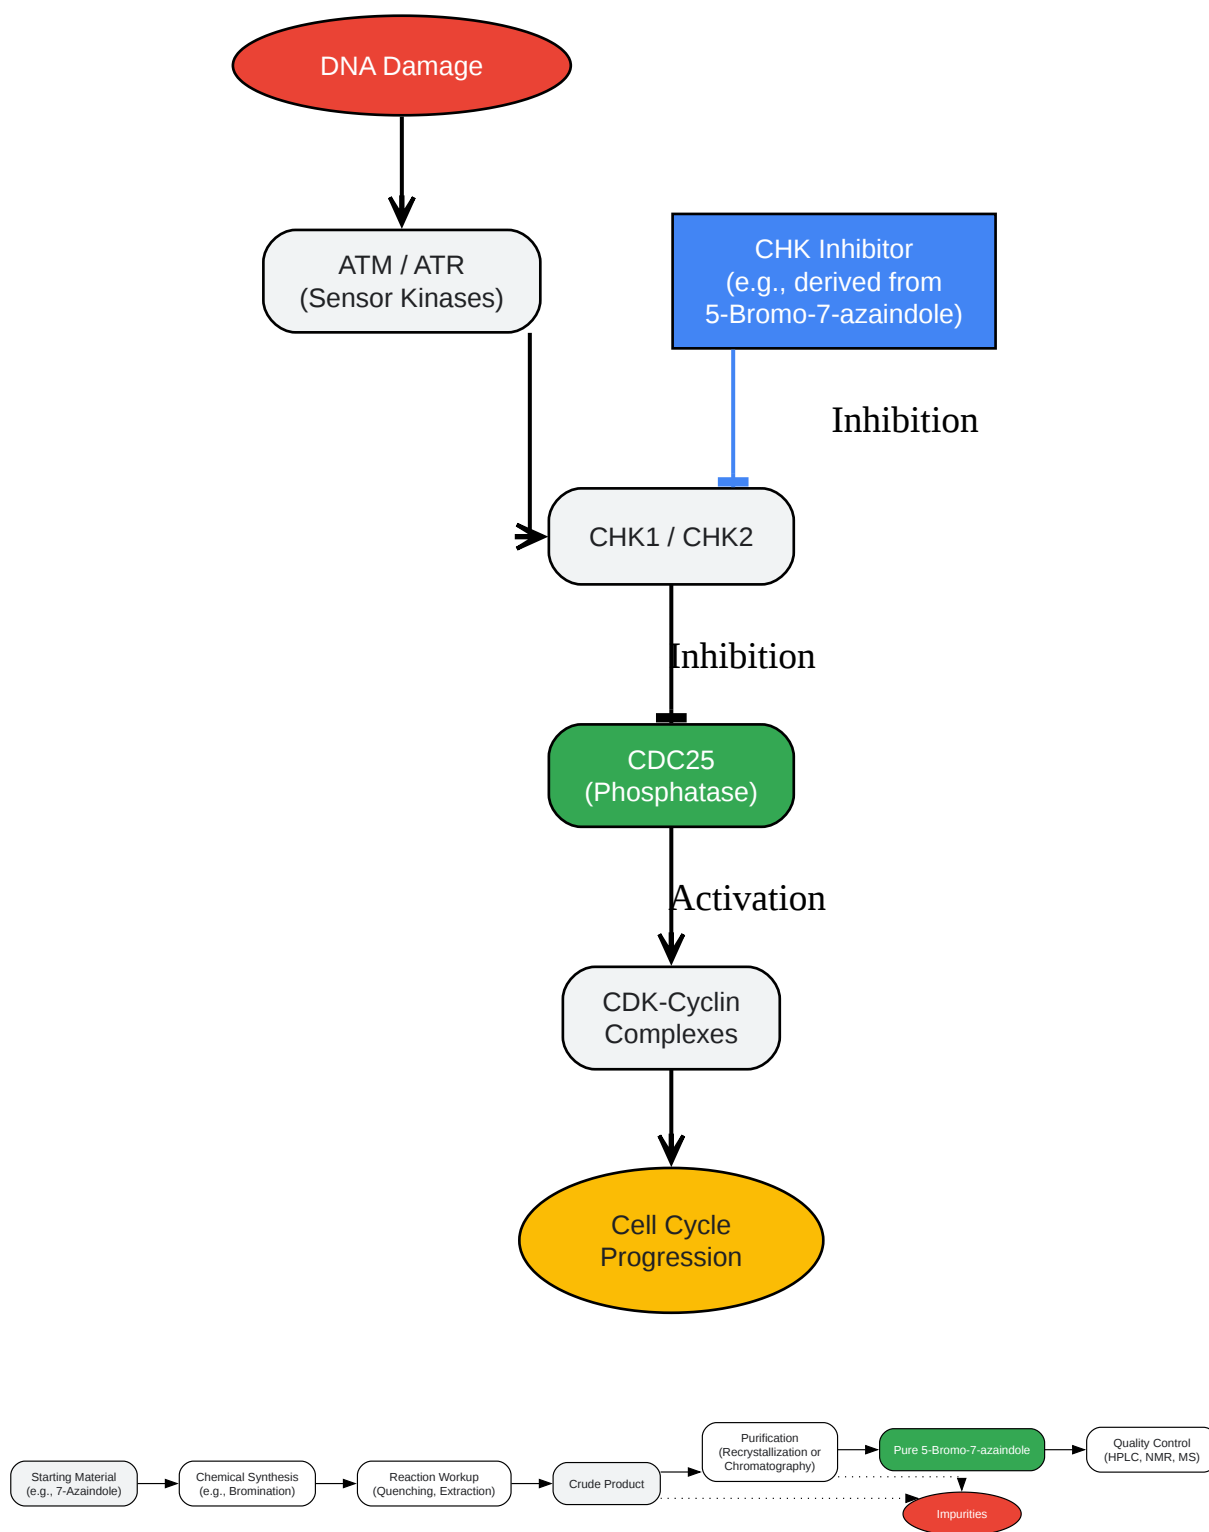 DNA Damage
ATM / ATR
(Sensor Kinases)
CHK Inhibitor
(e.g., derived from
5-Bromo-7-azaindole)
Inhibition
CHK1 / CHK2
Inhibition
CDC25
(Phosphatase)
Activation
CDK-Cyclin
Complexes
Cell Cycle
Progression
Starting Material
(e.g., 7-Azaindole)
Chemical Synthesis
(e.g., Bromination)
Reaction Workup
(Quenching, Extraction)
Crude Product
Purification
(Recrystallization or
Chromatography)
Pure 5-Bromo-7-azaindole
Quality Control
(HPLC, NMR, MS)
Impurities